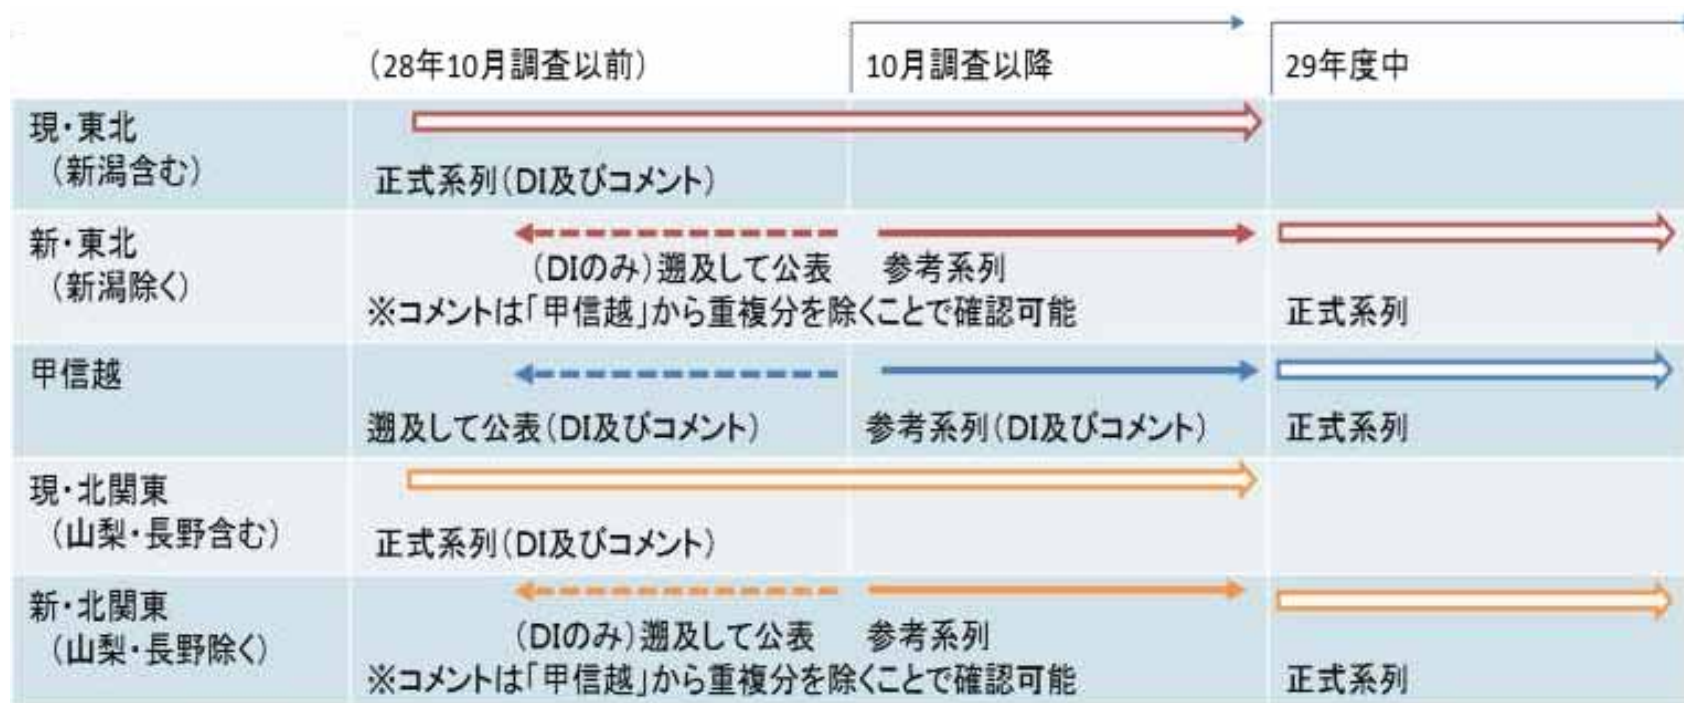 （28年10月調査以前）
10月調査以降
29年度中
現・東北
（新潟含む）
正式系列（DI及びコメント）
新・東北
（新潟除く）
（DIのみ）遡及して公表
参考系列
※コメントは「甲信越」から重複分を除くことで確認可能
正式系列
甲信越
遡及して公表（DI及びコメント）
参考系列（DI及びコメント）
正式系列
現・北関東
（山梨・長野含む）
正式系列（DI及びコメント）
新・北関東
（山梨・長野除く）
（DIのみ）遡及して公表
参考系列
※コメントは「甲信越」から重複分を除くことで確認可能
正式系列